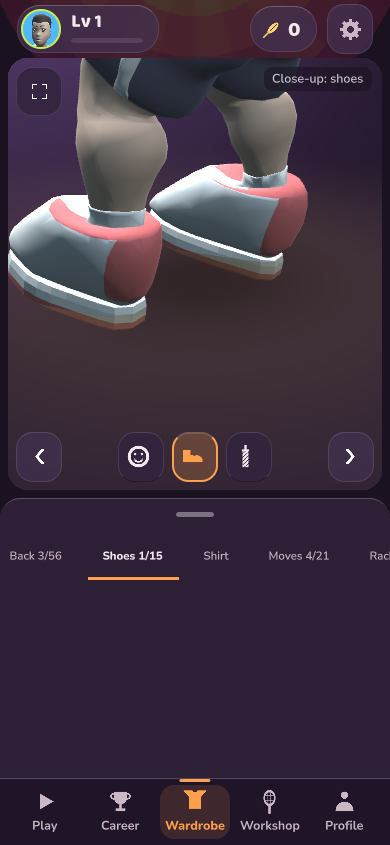 Lv 1
0
Close-up: shoes
Back 3/56
Shoes 1/15
Shirt
Moves 4/21
Play
Career
Wardrobe
Workshop
Profile